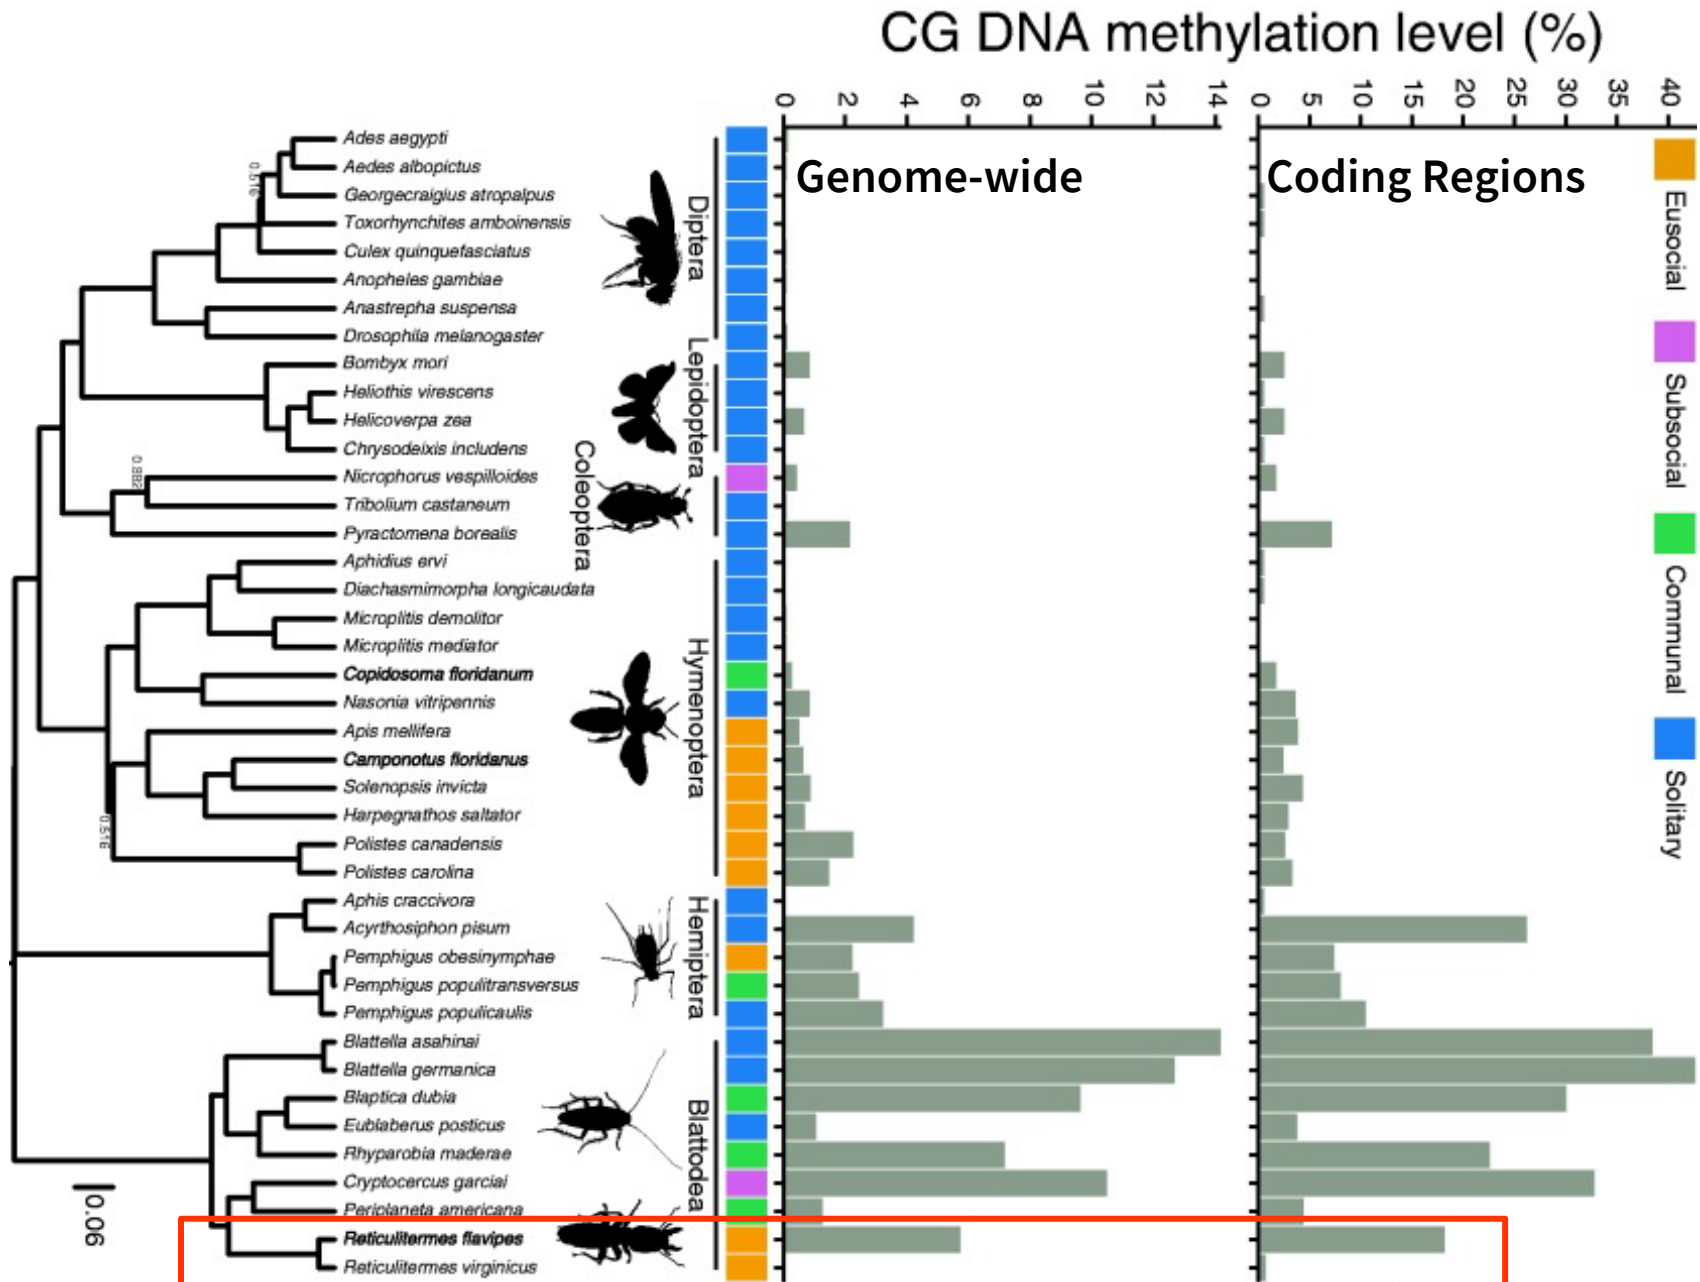 CG DNA methylation level (%)
0 2 4 6 8 10 12 14
0 5 10 15 20 25 30 35 40
Genome-wide
Coding Regions
Eusocial
Subsocial
Communal
Solitary
Ades aegypti
Aedes albopictus
Georgecraigius atropalpus
Toxorhynchites amboinensis
Culex quinquefasciatus
Anopheles gambiae
Anastrepha suspensa
Drosophila melanogaster
Bombyx mori
Heliothis virescens
Helicoverpa zea
Chrysodeixis includens
Nicrophorus vespilloides
Tribolium castaneum
Pyractomena borealis
Aphidius ervi
Diachasmimorpha longicaudata
Microplitis demolitor
Microplitis mediator
Copidosoma floridanum
Nasonia vitripennis
Apis mellifera
Camponotus floridanus
Solenopsis invicta
Harpegnathos saltator
Polistes canadensis
Polistes carolina
Aphis craccivora
Acyrthosiphon pisum
Pemphigus obesinymphae
Pemphigus populitransversus
Pemphigus populicaulis
Blattella asahinai
Blattella germanica
Blaptica dubia
Eublaberus posticus
Rhyparobia maderae
Cryptocercus garciai
Periplaneta americana
Reticulitermes flavipes
Reticulitermes virginicus
Diptera
Lepidoptera
Coleoptera
Hymenoptera
Hemiptera
Blattodea
0.516
0.882
0.516
0.06